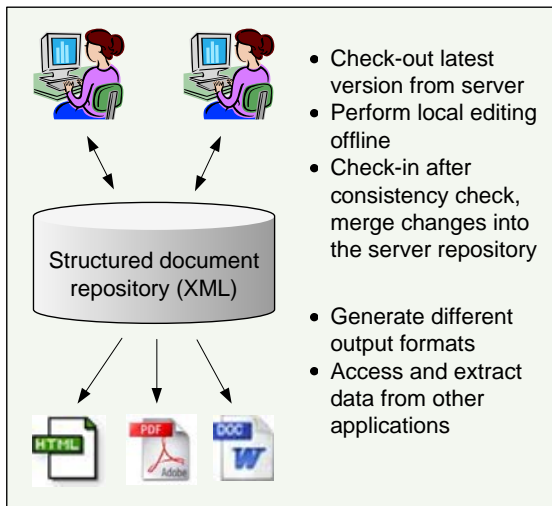 • Check-out latest
version from server
• Perform local editing
offline
• Check-in after
consistency check,
merge changes into
the server repository
Structured document
repository (XML)
• Generate different
output formats
• Access and extract
data from other
applications
HTML
PDF
Adobe
DOC
W